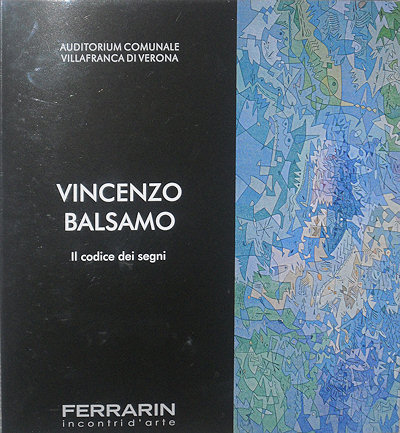 AUDITORIUM COMUNALE
VILLAFRANCA DI VERONA
VINCENZO
BALSAMO
Il codice dei segni
FERRARIN
incontri d'arte